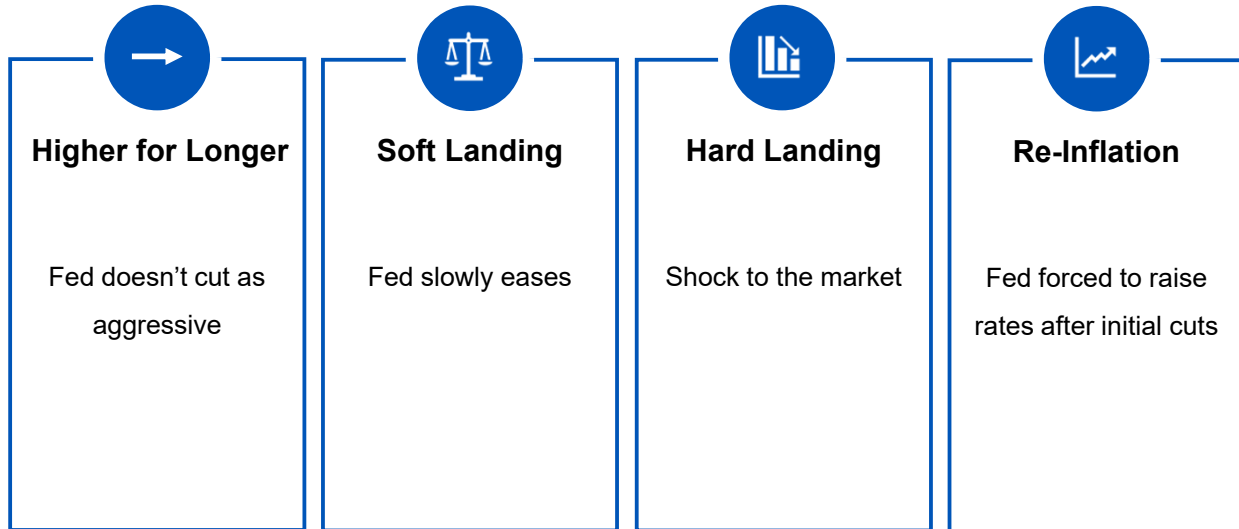 Higher for Longer
Fed doesn’t cut as
aggressive
Soft Landing
Fed slowly eases
Hard Landing
Shock to the market
Re-Inflation
Fed forced to raise
rates after initial cuts